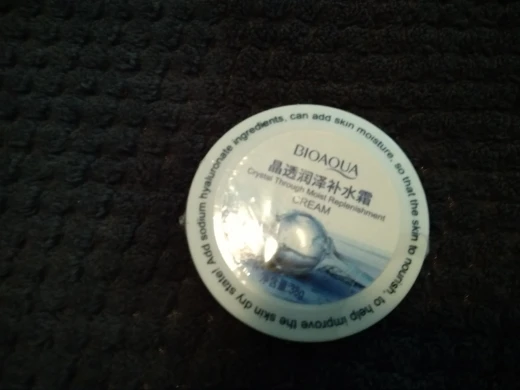 BIOAQUA
晶透润泽补水霜
Crystal Through Moist Replenishment
CREAM
Add sodium hyaluronate ingredients, can add skin moisture, so that the skin to nourish, to help improve the skin dry state!